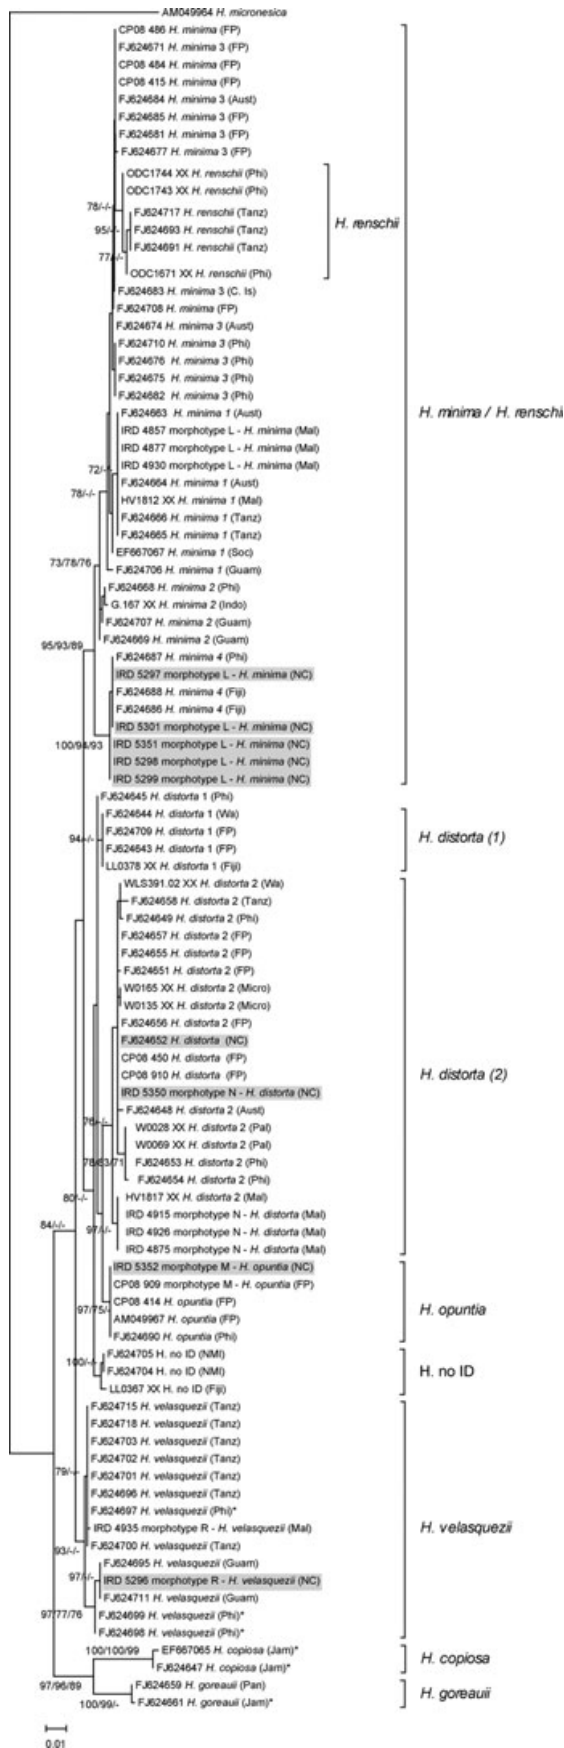 AM049964 H. micronesica
CP08 486 H. minima (FP)
FJ624671 H. minima 3 (FP)
CP08 484 H. minima (FP)
CP08 415 H. minima (FP)
FJ624684 H. minima 3 (Aust)
FJ624685 H. minima 3 (FP)
FJ624681 H. minima 3 (FP)
FJ624677 H. minima 3 (FP)
ODC1744 XX H. renschii (Phi)
ODC1743 XX H. renschii (Phi)
78/-/-
FJ624717 H. renschii (Tanz)
H. renschii
95/-/-
FJ624693 H. renschii (Tanz)
FJ624691 H. renschii (Tanz)
77/-/-
ODC1671 XX H. renschii (Phi)
FJ624683 H. minima 3 (C. Is)
FJ624708 H. minima (FP)
FJ624674 H. minima 3 (Aust)
FJ624710 H. minima 3 (Phi)
FJ624676 H. minima 3 (Phi)
FJ624675 H. minima 3 (Phi)
FJ624682 H. minima 3 (Phi)
FJ624663 H. minima 1 (Aust)
H. minima / H. renschii
IRD 4857 morphotype L - H. minima (Mal)
IRD 4877 morphotype L - H. minima (Mal)
IRD 4930 morphotype L - H. minima (Mal)
72/-/-
FJ624664 H. minima 1 (Aust)
78/-/-
HV1812 XX H. minima 1 (Mal)
FJ624666 H. minima 1 (Tanz)
FJ624665 H. minima 1 (Tanz)
EF667067 H. minima 1 (Soc)
73/78/76
FJ624706 H. minima 1 (Guam)
FJ624668 H. minima 2 (Phi)
G.167 XX H. minima 2 (Indo)
FJ624707 H. minima 2 (Guam)
FJ624669 H. minima 2 (Guam)
95/93/89
FJ624687 H. minima 4 (Phi)
IRD 5297 morphotype L - H. minima (NC)
FJ624688 H. minima 4 (Fiji)
FJ624686 H. minima 4 (Fiji)
IRD 5301 morphotype L - H. minima (NC)
100/94/93
IRD 5351 morphotype L - H. minima (NC)
IRD 5298 morphotype L - H. minima (NC)
IRD 5299 morphotype L - H. minima (NC)
FJ624645 H. distorta 1 (Phi)
FJ624644 H. distorta 1 (Wa)
94/-/-
FJ624709 H. distorta 1 (FP)
H. distorta (1)
FJ624643 H. distorta 1 (FP)
LL0378 XX H. distorta 1 (Fiji)
WLS391.02 XX H. distorta 2 (Wa)
FJ624658 H. distorta 2 (Tanz)
FJ624649 H. distorta 2 (Phi)
FJ624657 H. distorta 2 (FP)
FJ624655 H. distorta 2 (FP)
FJ624651 H. distorta 2 (FP)
W0165 XX H. distorta 2 (Micro)
W0135 XX H. distorta 2 (Micro)
FJ624656 H. distorta 2 (FP)
FJ624652 H. distorta (NC)
CP08 450 H. distorta (FP)
CP08 910 H. distorta (FP)
H. distorta (2)
IRD 5350 morphotype N - H. distorta (NC)
FJ624648 H. distorta 2 (Aust)
76/-/-
W0028 XX H. distorta 2 (Pal)
W0069 XX H. distorta 2 (Pal)
78/63/71
FJ624653 H. distorta 2 (Phi)
FJ624654 H. distorta 2 (Phi)
80/-/-
HV1817 XX H. distorta 2 (Mal)
IRD 4915 morphotype N - H. distorta (Mal)
84/-/-
97/-/-
IRD 4926 morphotype N - H. distorta (Mal)
IRD 4875 morphotype N - H. distorta (Mal)
IRD 5352 morphotype M - H. opuntia (NC)
CP08 909 morphotype M - H. opuntia (FP)
CP08 414 H. opuntia (FP)
H. opuntia
97/75/-
AM049967 H. opuntia (FP)
FJ624690 H. opuntia (Phi)
FJ624705 H. no ID (NMI)
100/-/-
FJ624704 H. no ID (NMI)
H. no ID
LL0367 XX H. no ID (Fiji)
FJ624715 H. velasquezii (Tanz)
FJ624718 H. velasquezii (Tanz)
FJ624703 H. velasquezii (Tanz)
FJ624702 H. velasquezii (Tanz)
79/-/-
FJ624701 H. velasquezii (Tanz)
FJ624696 H. velasquezii (Tanz)
FJ624697 H. velasquezii (Phi)*
IRD 4935 morphotype R - H. velasquezii (Mal)
H. velasquezii
93/-/-
FJ624700 H. velasquezii (Tanz)
FJ624695 H. velasquezii (Guam)
97/-/-
IRD 5296 morphotype R - H. velasquezii (NC)
FJ624711 H. velasquezii (Guam)
97/77/76
FJ624699 H. velasquezii (Phi)*
FJ624698 H. velasquezii (Phi)*
100/100/99
EF667065 H. copiosa (Jam)*
H. copiosa
FJ624647 H. copiosa (Jam)*
97/96/89
FJ624659 H. goreauii (Pan)
H. goreauii
100/99/-
FJ624661 H. goreauii (Jam)*
0.01